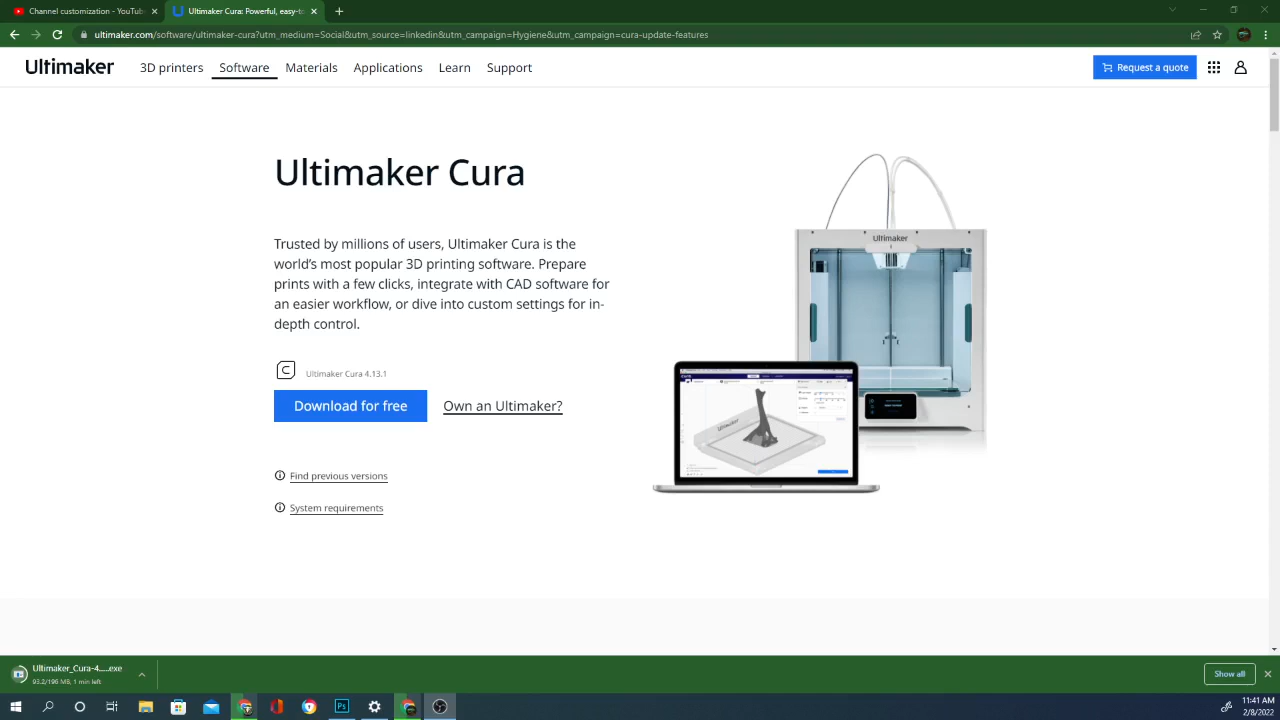 Channel customization - YouTube
Ultimaker Cura: Powerful, easy-to
ultimaker.com/software/ultimaker-cura?utm_medium=Social&utm_source=linkedin&utm_campaign=Hygiene&utm_campaign=cura-update-features
Ultimaker
3D printers
Software
Materials
Applications
Learn
Support
Request a quote
Ultimaker Cura
Trusted by millions of users, Ultimaker Cura is the
world's most popular 3D printing software. Prepare
prints with a few clicks, integrate with CAD software for
an easier workflow, or dive into custom settings for in-
depth control.
Ultimaker
Ultimaker Cura 4.13.1
Download for free
Own an Ultimaker?
Find previous versions
System requirements
Ultimaker_Cura-4.....exe
93.2/196 MB, 1 min left
Show all
Ps
11:41 AM
2/8/2022